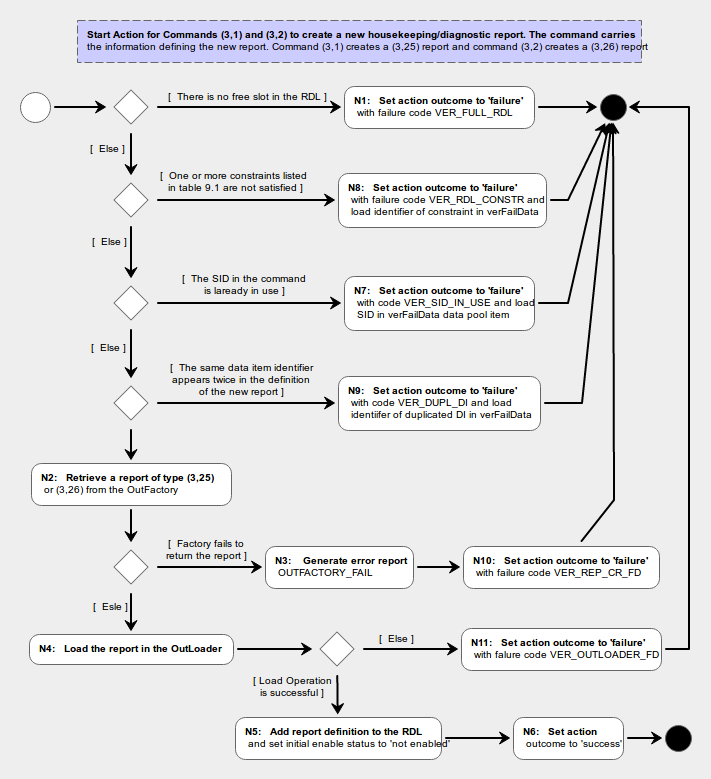 Start Action for Commands (3,1) and (3,2) to create a new housekeeping/diagnostic report. The command carries
the information defining the new report. Command (3,1) creates a (3,25) report and command (3,2) creates a (3,26) report
[ There is no free slot in the RDL ]
N1: Set action outcome to 'failure'
with failure code VER_FULL_RDL
[ Else ]
[ One or more constraints listed
in table 9.1 are not satisfied ]
N8: Set action outcome to 'failure'
with failure code VER_RDL_CONSTR and
load identifier of constraint in verFailData
[ Else ]
[ The SID in the command
is laready in use ]
N7: Set action outcome to 'failure'
with code VER_SID_IN_USE and load
SID in verFailData data pool item
[ Else ]
[ The same data item identifier
appears twice in the definition
of the new report ]
N9: Set action outcome to 'failure'
with code VER_DUPL_DI and load
identiifer of duplicated DI in verFailData
N2: Retrieve a report of type (3,25)
or (3,26) from the OutFactory
[ Factory fails to
return the report ]
N3: Generate error report
OUTFACTORY_FAIL
N10: Set action outcome to 'failure'
with failure code VER_REP_CR_FD
[ Esle ]
N4: Load the report in the OutLoader
[ Else ]
N11: Set action outcome to 'failure'
with falure code VER_OUTLOADER_FD
[ Load Operation
is successful ]
N5: Add report definition to the RDL
and set initial enable status to 'not enabled'
N6: Set action
outcome to 'success'